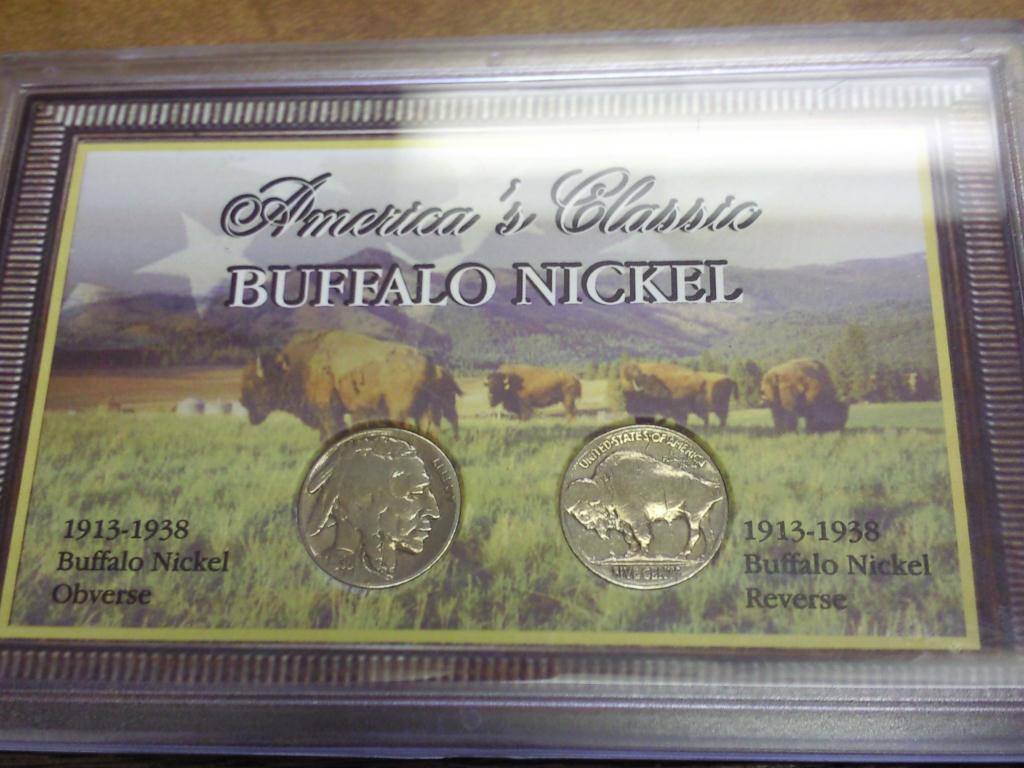 America's Classic
BUFFALO NICKEL
UNITED STATES OF AMERICA
FIVE CENTS
1913-1938
Buffalo Nickel
Obverse
1913-1938
Buffalo Nickel
Reverse